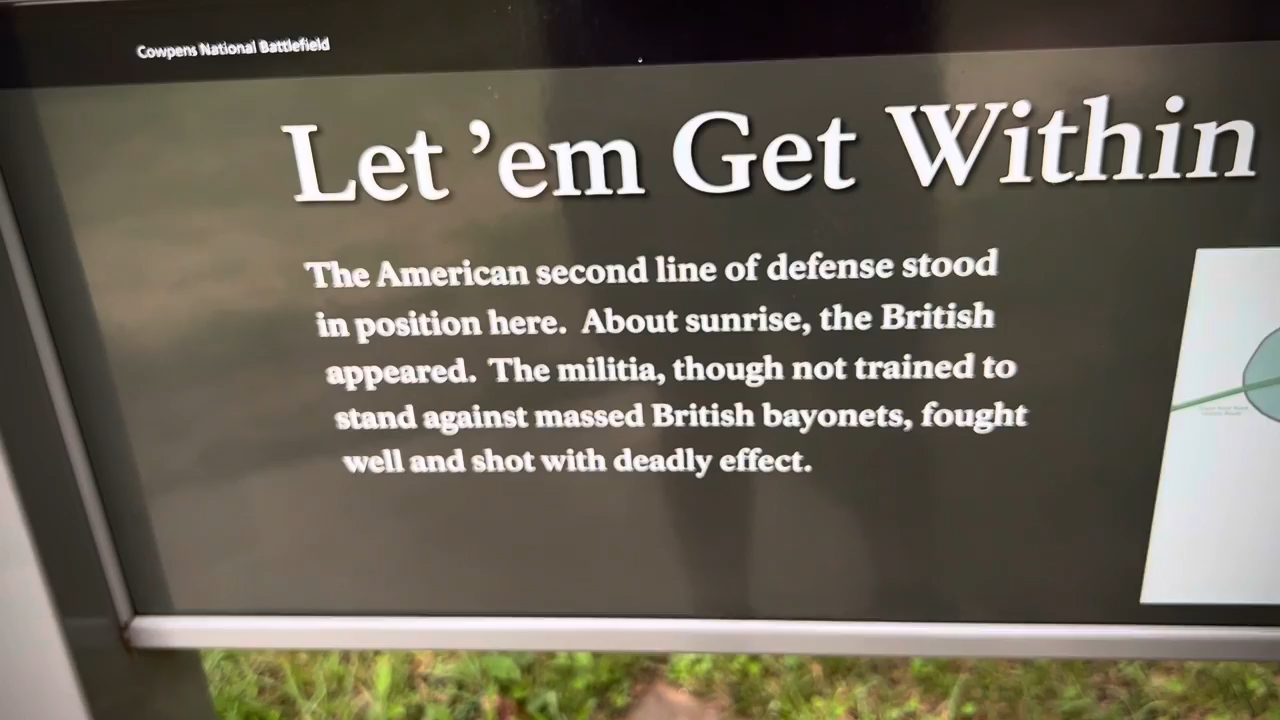 Cowpens National Battlefield
Let 'em Get Within
The American second line of defense stood
in position here. About sunrise, the British
appeared. The militia, though not trained to
stand against massed British bayonets, fought
well and shot with deadly effect.